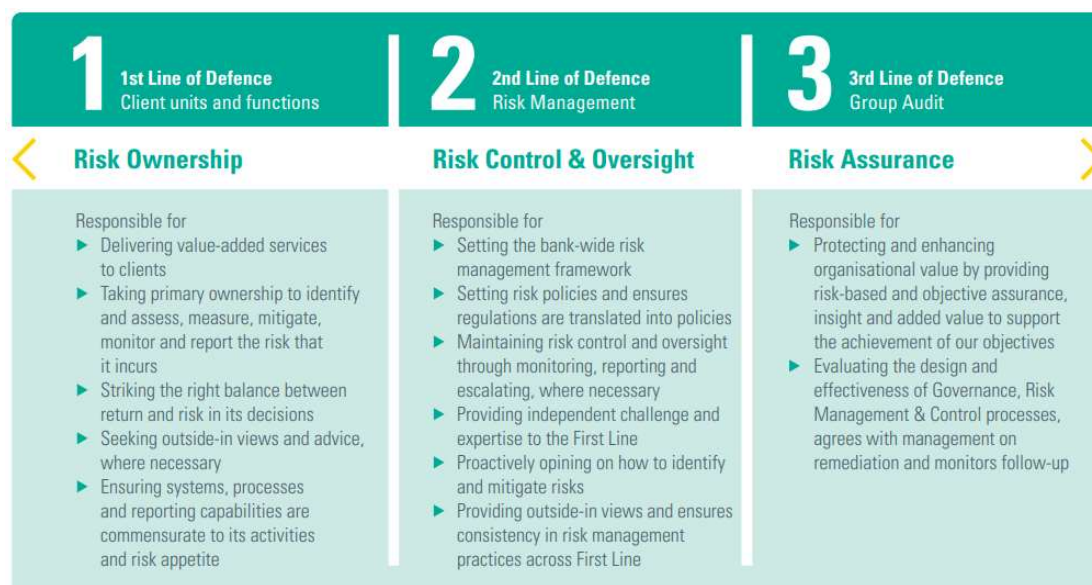 1
1st Line of Defence
Client units and functions
Risk Ownership
Responsible for
Delivering value-added services
to clients
Taking primary ownership to identify
and assess, measure, mitigate,
monitor and report the risk that
it incurs
Striking the right balance between
return and risk in its decisions
Seeking outside-in views and advice,
where necessary
Ensuring systems, processes
and reporting capabilities are
commensurate to its activities
and risk appetite
2
2nd Line of Defence
Risk Management
Risk Control & Oversight
Responsible for
Setting the bank-wide risk
management framework
Setting risk policies and ensures
regulations are translated into policies
Maintaining risk control and oversight
through monitoring, reporting and
escalating, where necessary
Providing independent challenge and
expertise to the First Line
Proactively opining on how to identify
and mitigate risks
Providing outside-in views and ensures
consistency in risk management
practices across First Line
3
3rd Line of Defence
Group Audit
Risk Assurance
Responsible for
Protecting and enhancing
organisational value by providing
risk-based and objective assurance,
insight and added value to support
the achievement of our objectives
Evaluating the design and
effectiveness of Governance, Risk
Management & Control processes,
agrees with management on
remediation and monitors follow-up